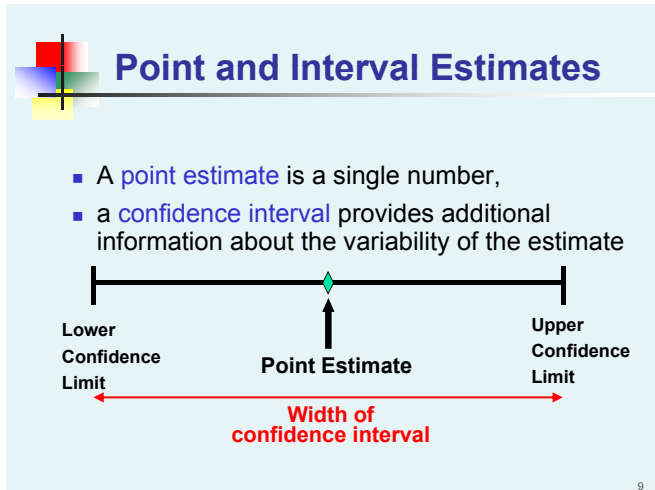 Point and Interval Estimates
A point estimate is a single number,
a confidence interval provides additional
information about the variability of the estimate
Lower
Confidence
Limit
Point Estimate
Upper
Confidence
Limit
Width of
confidence interval
9